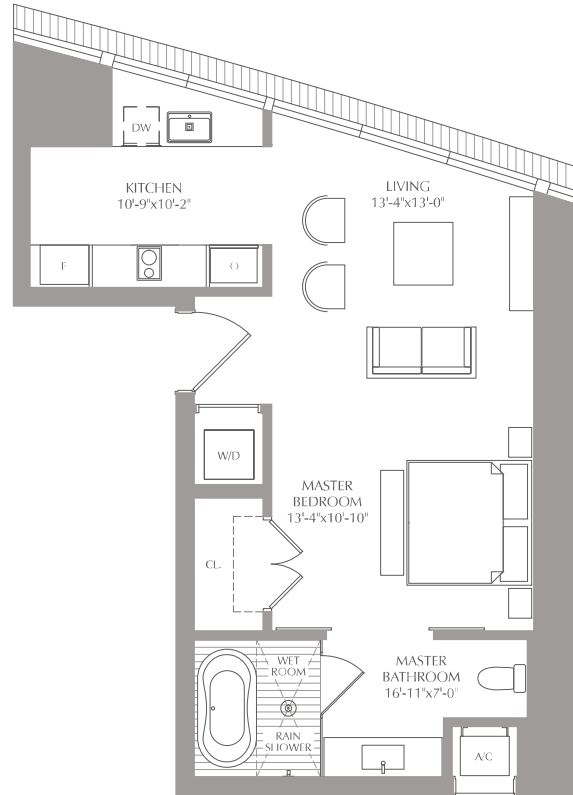 DW
KITCHEN
10'-9"x10'-2"
LIVING
13'-4"x13'-0"
F
O
W/D
MASTER
BEDROOM
13'-4"x10'-10"
CL.
WET
ROOM
MASTER
BATHROOM
16'-11"x7'-0"
RAIN
SHOWER
A/C